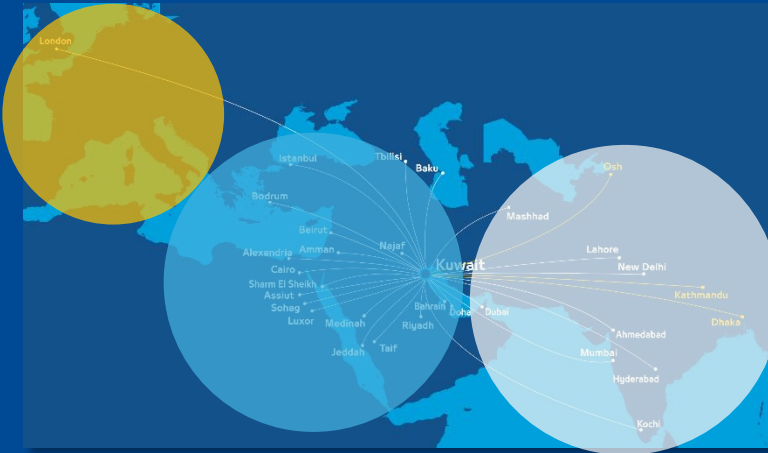 London
Istanbul
Tbilisi
Baku
Osh
Bodrum
Mashhad
Beirut
Alexandria
Amman
Najaf
Lahore
Kuwait
New Delhi
Cairo
Sharm El Sheikh
Assiut
Kathmandu
Sohag
Bahrain
Doha
Dubai
Luxor
Medinah
Riyadh
Dhaka
Ahmedabad
Jeddah
Taif
Mumbai
Hyderabad
Kochi